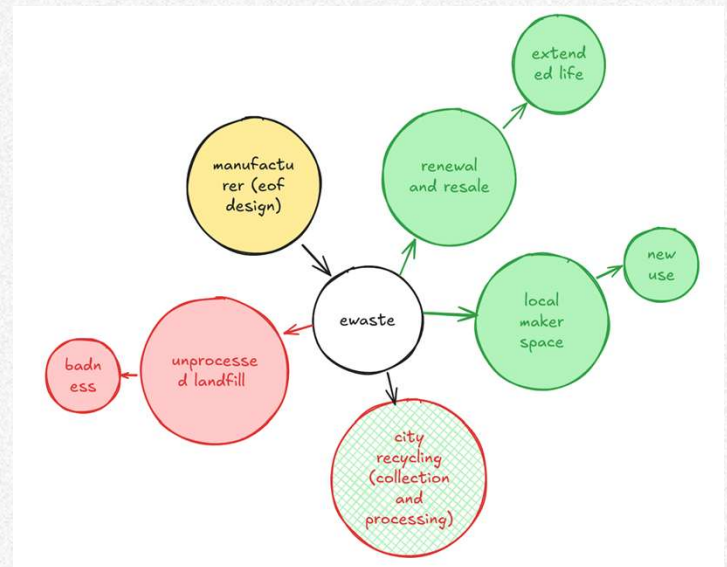 extend
ed life
manufactu
rer (eof
design)
renewal
and resale
new
use
local
maker
space
ewaste
unprocesse
d landfill
badn
ess
city
recycling
(collection
and
processing)